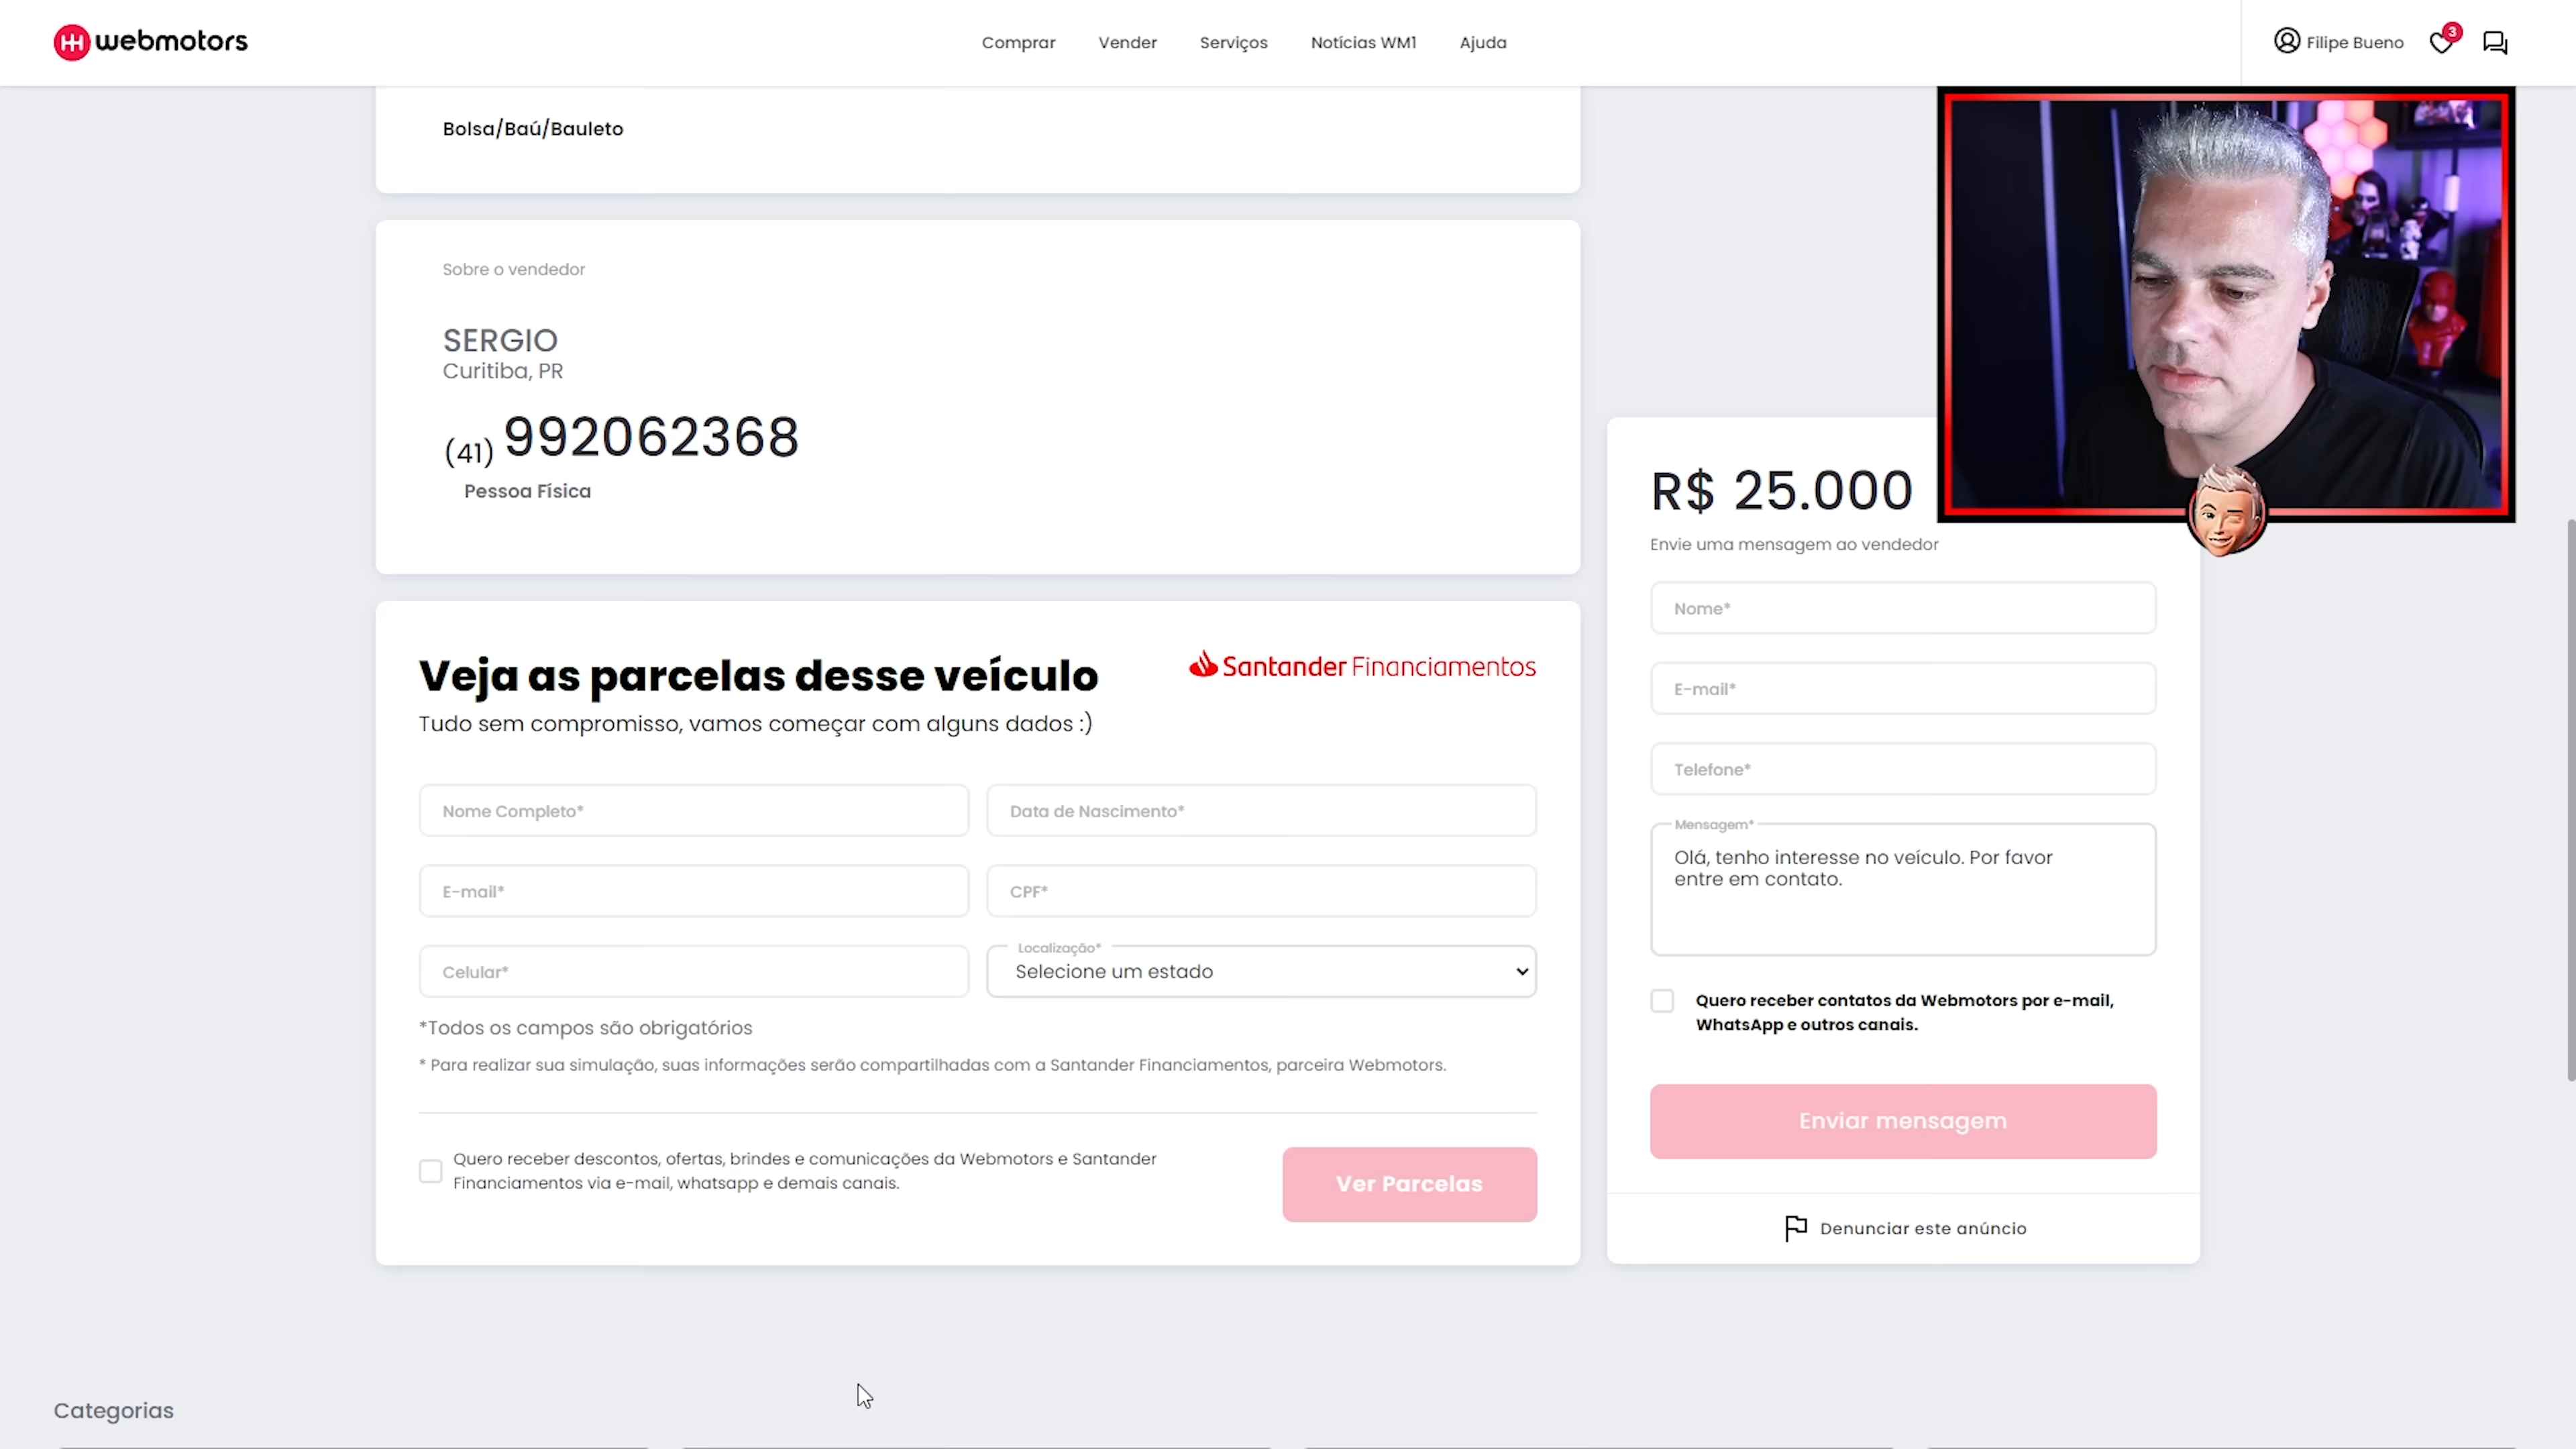 webmotors
Comprar
Vender
Serviços
Notícias WM1
Ajuda
Filipe Bueno
3
Bolsa/Baú/Bauleto
Sobre o vendedor
SERGIO
Curitiba, PR
(41) 992062368
Pessoa Física
Veja as parcelas desse veículo
Santander Financiamentos
Tudo sem compromisso, vamos começar com alguns dados :)
Nome Completo*
Data de Nascimento*
E-mail*
CPF*
Celular*
Localização*
Selecione um estado
*Todos os campos são obrigatórios
* Para realizar sua simulação, suas informações serão compartilhadas com a Santander Financiamentos, parceira Webmotors.
Quero receber descontos, ofertas, brindes e comunicações da Webmotors e Santander
Financiamentos via e-mail, whatsapp e demais canais.
Ver Parcelas
R$ 25.000
Envie uma mensagem ao vendedor
Nome*
E-mail*
Telefone*
Mensagem*
Olá, tenho interesse no veículo. Por favor
entre em contato.
Quero receber contatos da Webmotors por e-mail,
WhatsApp e outros canais.
Enviar mensagem
Denunciar este anúncio
Categorias